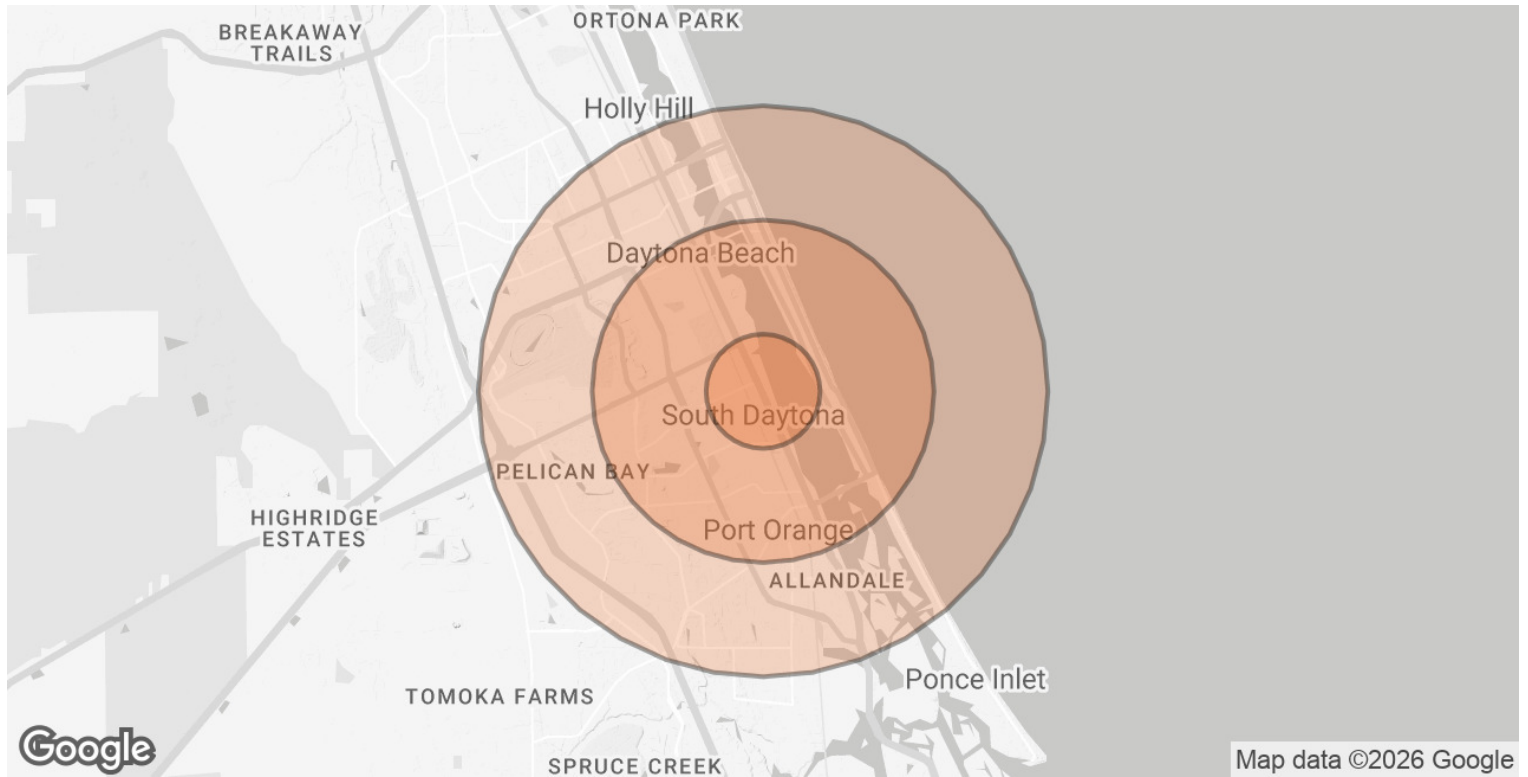 ORTONA PARK
BREAKAWAY
TRAILS
Holly Hill
Daytona Beach
South Daytona
PELICAN BAY
HIGHRIDGE
ESTATES
Port Orange
ALLANDALE
Ponce Inlet
TOMOKA FARMS
Google
SPRUCE CREEK
Map data ©2026 Google